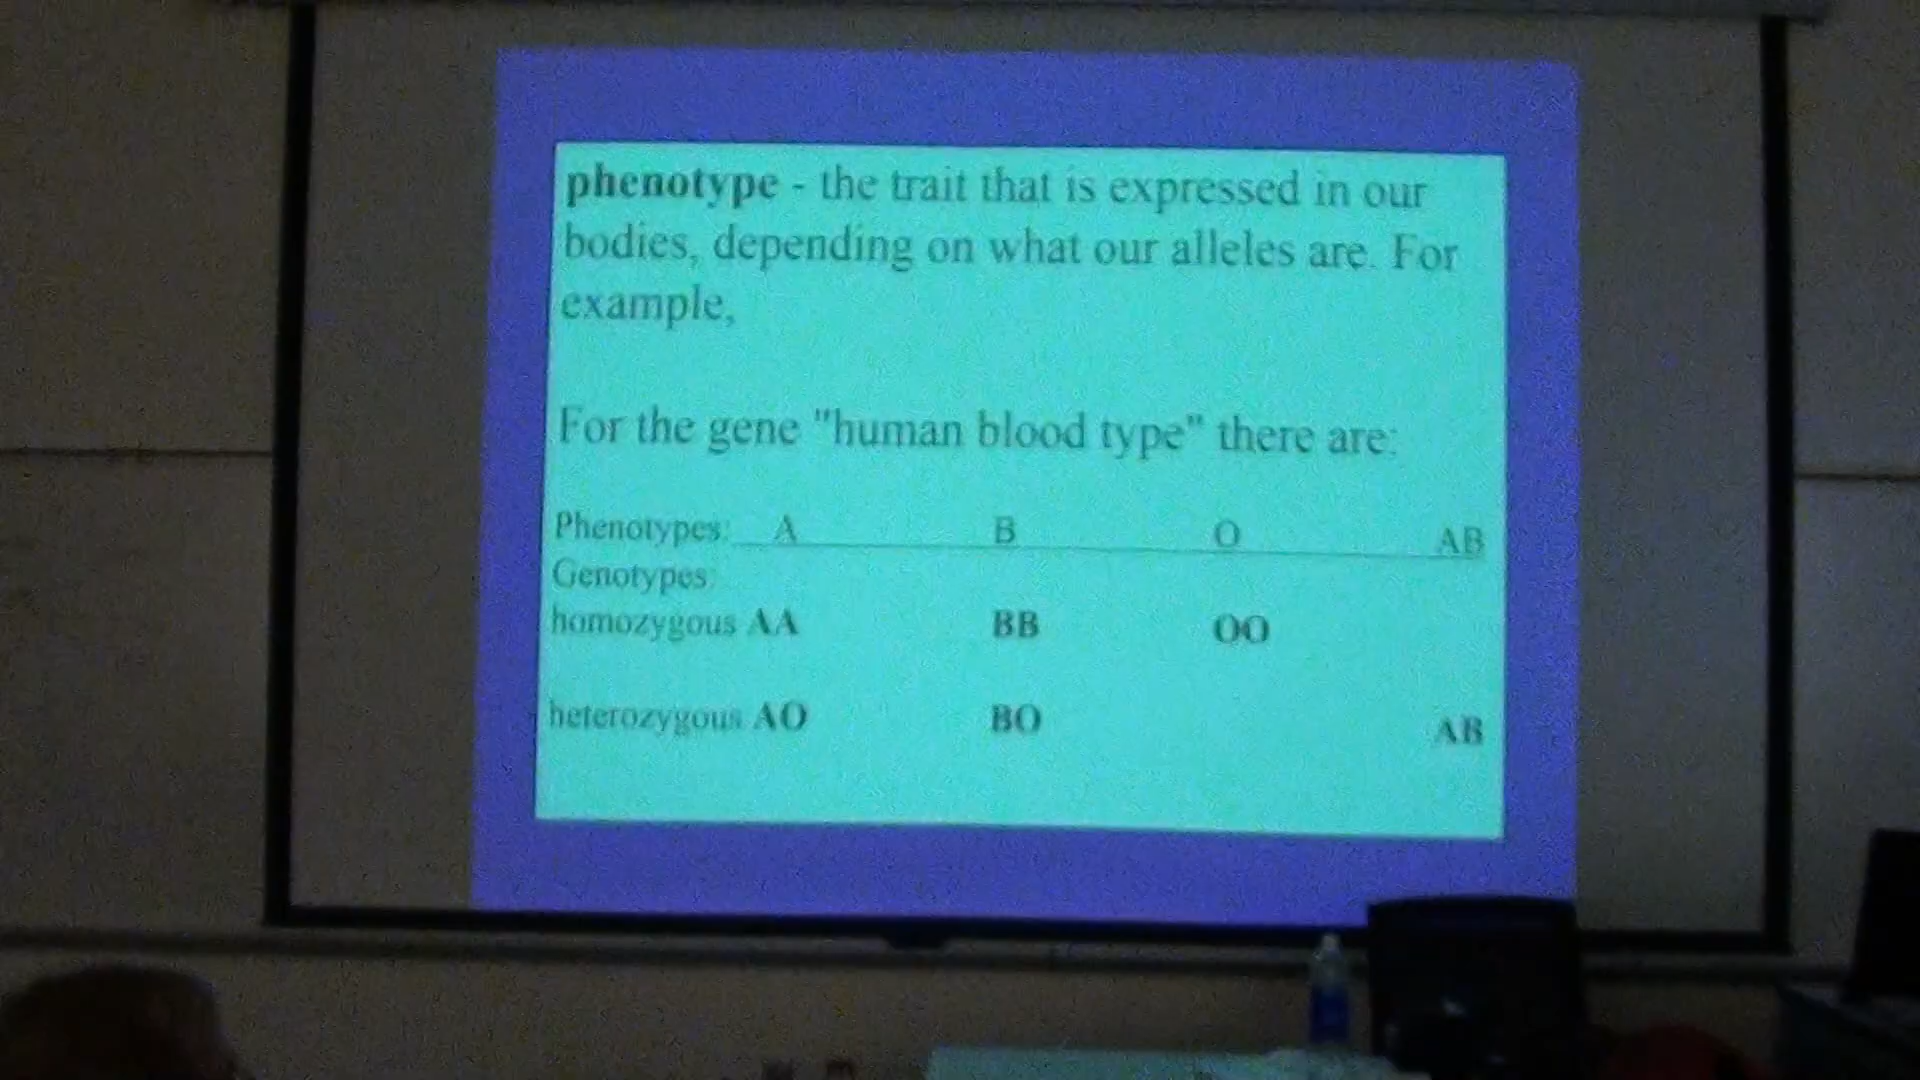 phenotype - the trait that is expressed in our
bodies, depending on what our alleles are. For
example,
For the gene "human blood type" there are:
Phenotypes: A B O AB
Genotypes:
homozygous AA BB OO
heterozygous AO BO AB